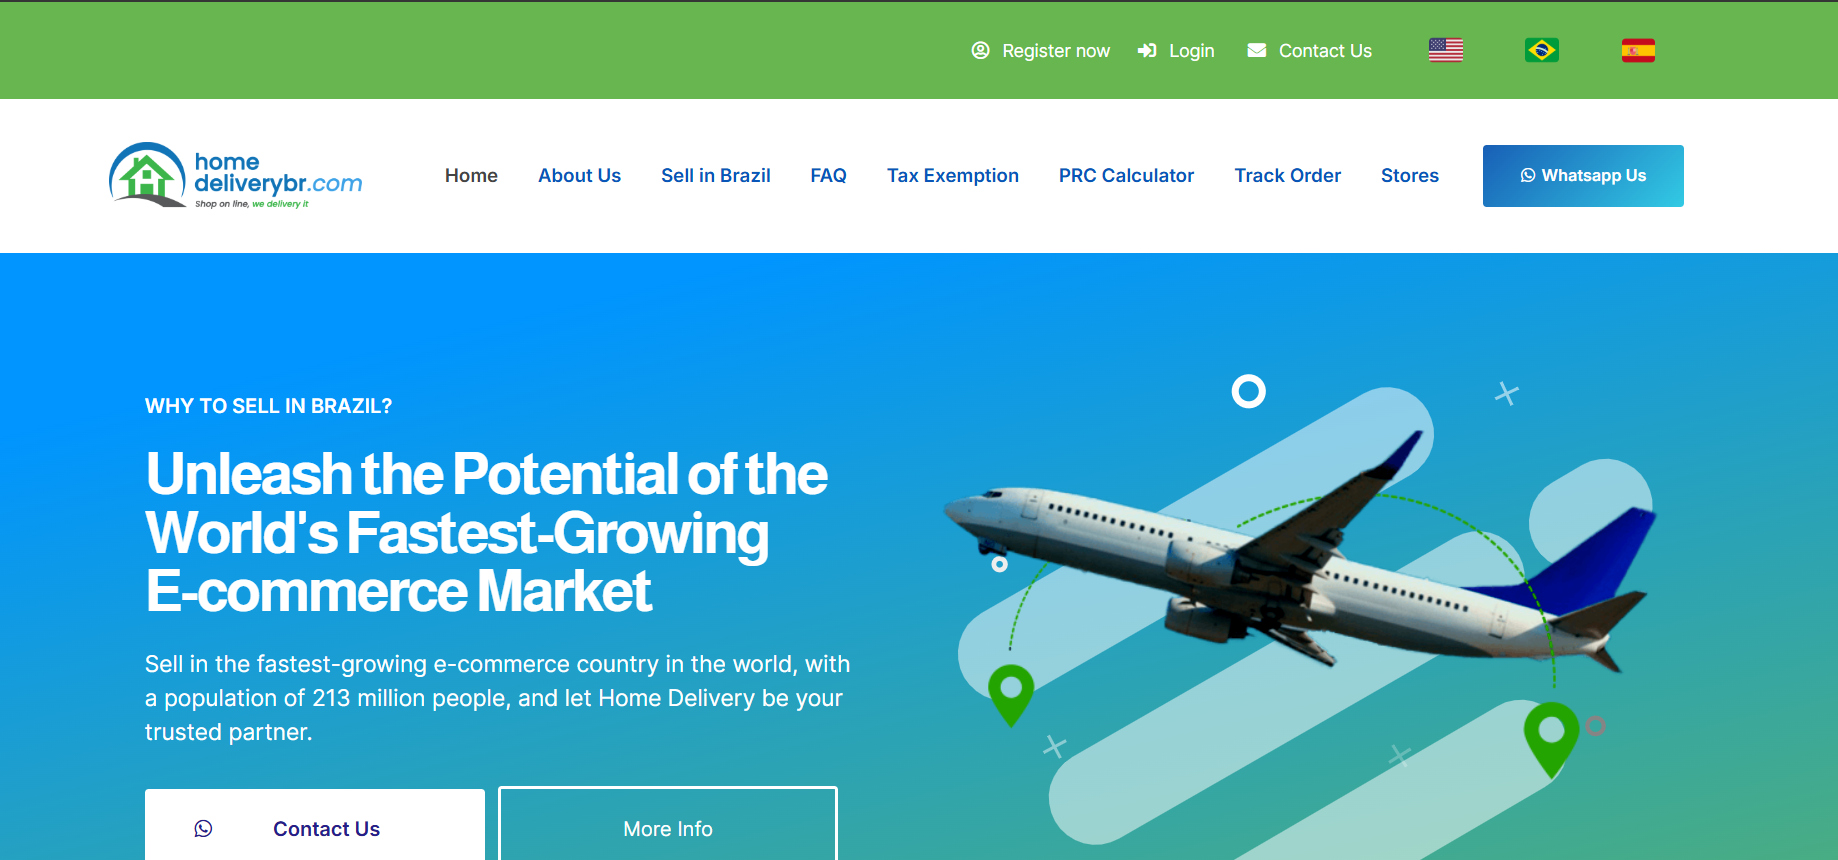 Register now Login Contact Us
home
deliverybr.com
Shop on line, we delivery it
Home About Us Sell in Brazil FAQ Tax Exemption PRC Calculator Track Order Stores Whatsapp Us
WHY TO SELL IN BRAZIL?
Unleash the Potential of the
World's Fastest-Growing
E-commerce Market
Sell in the fastest-growing e-commerce country in the world, with
a population of 213 million people, and let Home Delivery be your
trusted partner.
Contact Us More Info